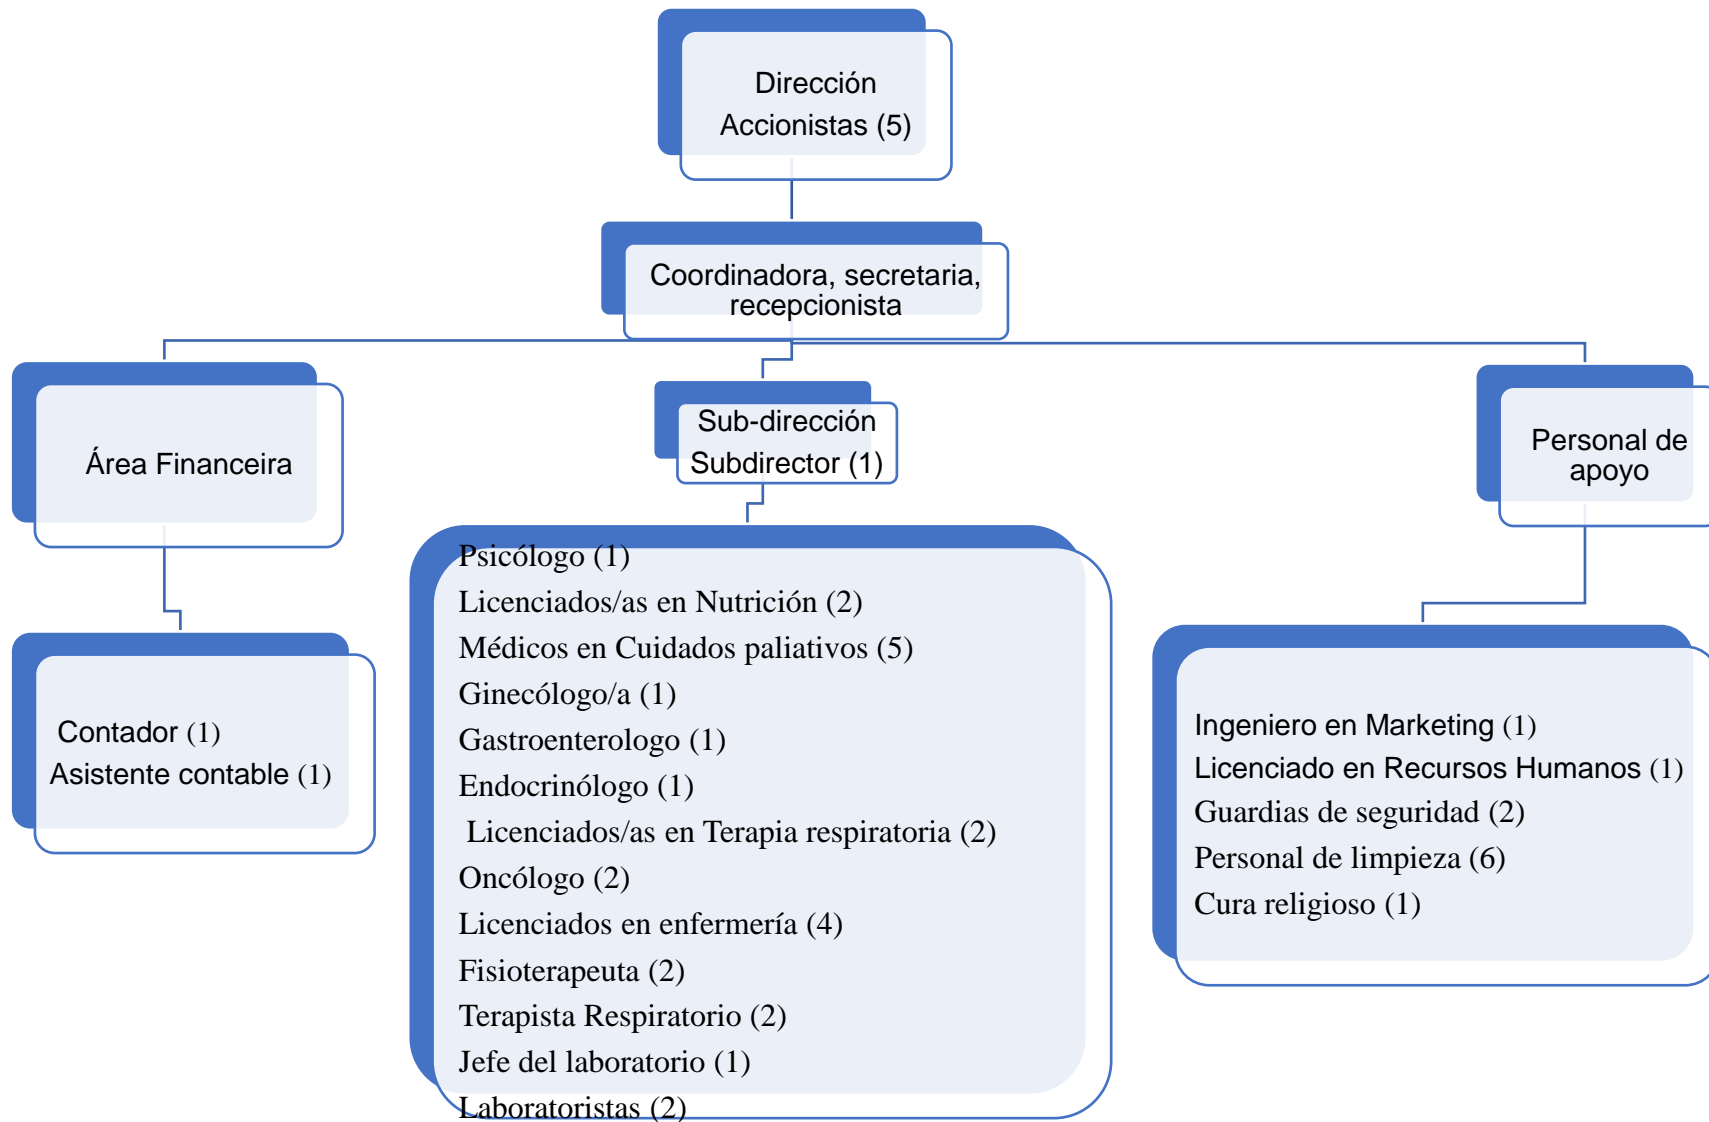 Dirección
Accionistas (5)
Coordinadora, secretaria,
recepcionista
Área Financeira
Sub-dirección
Subdirector (1)
Personal de
apoyo
Contador (1)
Asistente contable (1)
Psicólogo (1)
Licenciados/as en Nutrición (2)
Médicos en Cuidados paliativos (5)
Ginecólogo/a (1)
Gastroenterologo (1)
Endocrinólogo (1)
Licenciados/as en Terapia respiratoria (2)
Oncólogo (2)
Licenciados en enfermería (4)
Fisioterapeuta (2)
Terapista Respiratorio (2)
Jefe del laboratorio (1)
Laboratoristas (2)
Ingeniero en Marketing (1)
Licenciado en Recursos Humanos (1)
Guardias de seguridad (2)
Personal de limpieza (6)
Cura religioso (1)